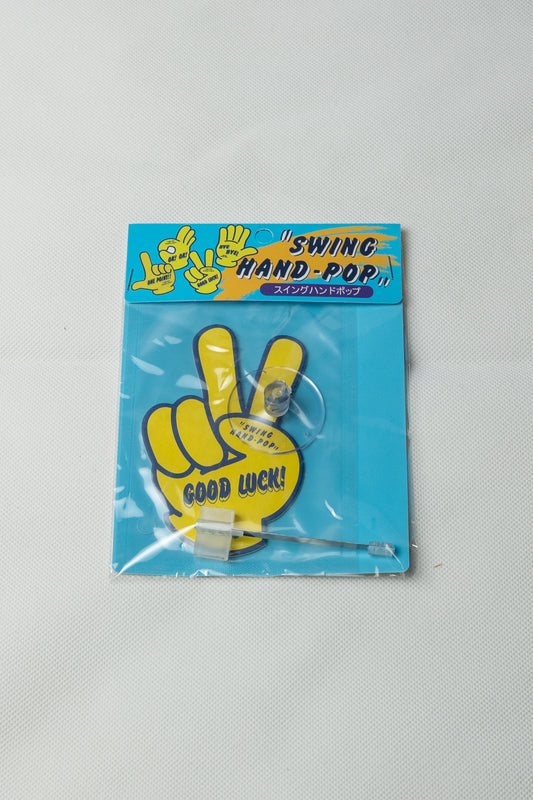 ONE POINT!!
OK! OK!
GOOD LUCK!
BYE
BYE!
"SWING
HAND-POP"
スイングハンドポップ
"SWING
HAND-POP"
GOOD LUCK!